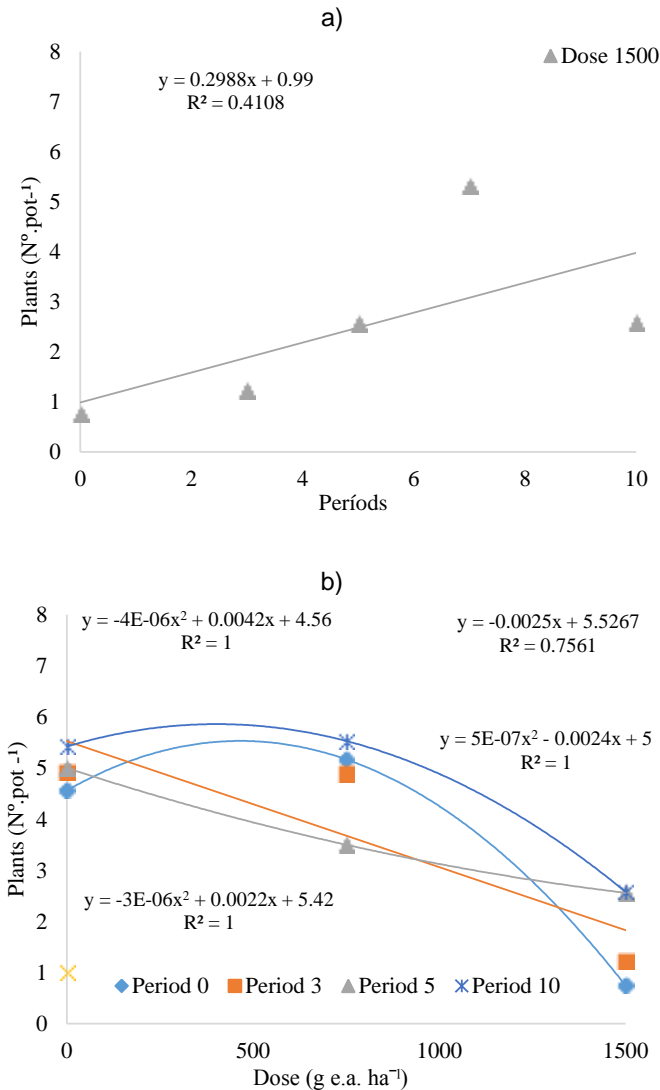 a)
8
7
6
5
4
3
2
1
0
Plants (Nº.pot-¹)
y = 0.2988x + 0.99
R² = 0.4108
Dose 1500
0 2 4 6 8 10
Períods
b)
8
7
6
5
4
3
2
1
0
Plants (Nº.pot -¹)
y = -4E-06x² + 0.0042x + 4.56
R² = 1
y = -0.0025x + 5.5267
R² = 0.7561
y = 5E-07x² - 0.0024x + 5
R² = 1
y = -3E-06x² + 0.0022x + 5.42
R² = 1
Period 0 Period 3 Period 5 Period 10
0 500 1000 1500
Dose (g e.a. ha⁻¹)